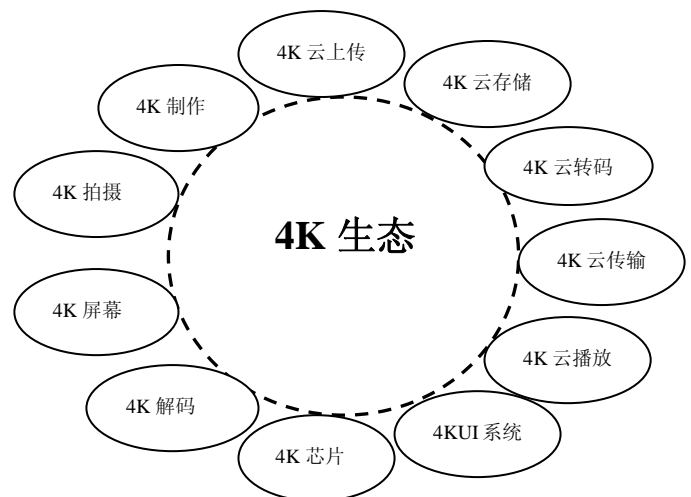 4K 云上传
4K 云存储
4K 制作
4K 云转码
4K 拍摄
4K 生态
4K 云传输
4K 屏幕
4K 云播放
4K 解码
4KUI 系统
4K 芯片